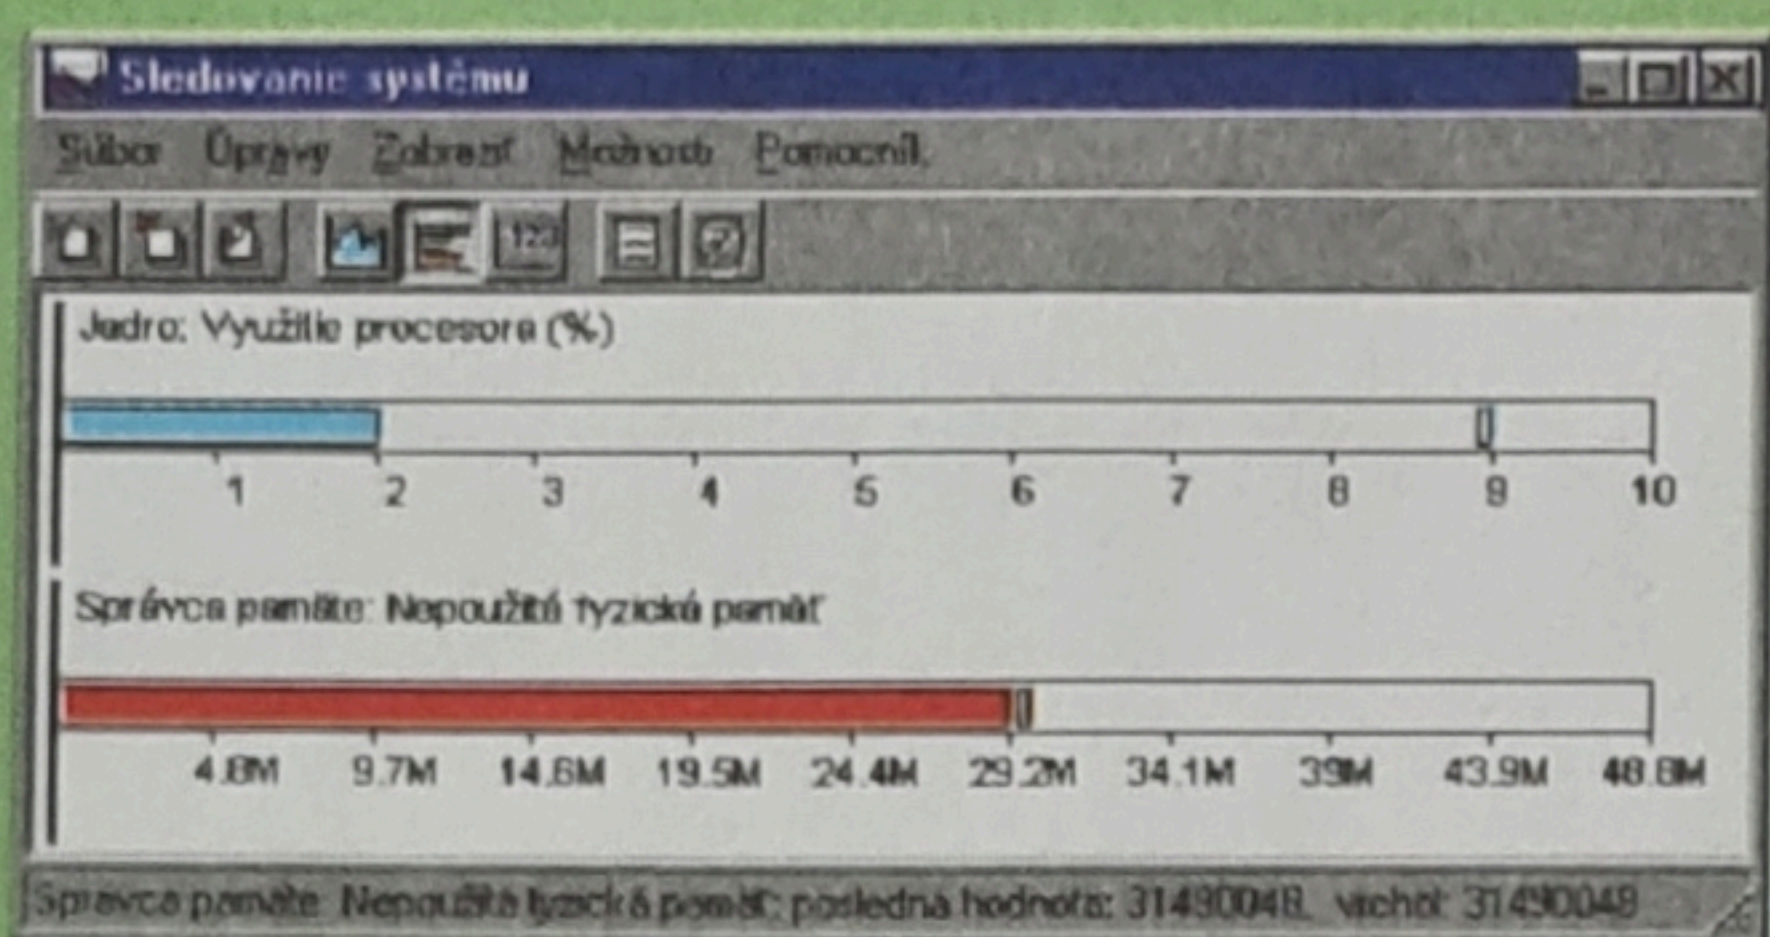 Sledovanie systému
Súbor Úpravy Zobraziť Možnosti Pomocník
123
Jadro: Využitie procesora (%)
1 2 3 4 5 6 7 8 9 10
Správca pamäte: Nepoužitá fyzická pamäť
4.8M 9.7M 14.6M 19.5M 24.4M 29.2M 34.1M 39M 43.9M 48.8M
Správca pamäte: Nepoužitá fyzická pamäť: posledná hodnota: 31490048, vrchol: 31490048